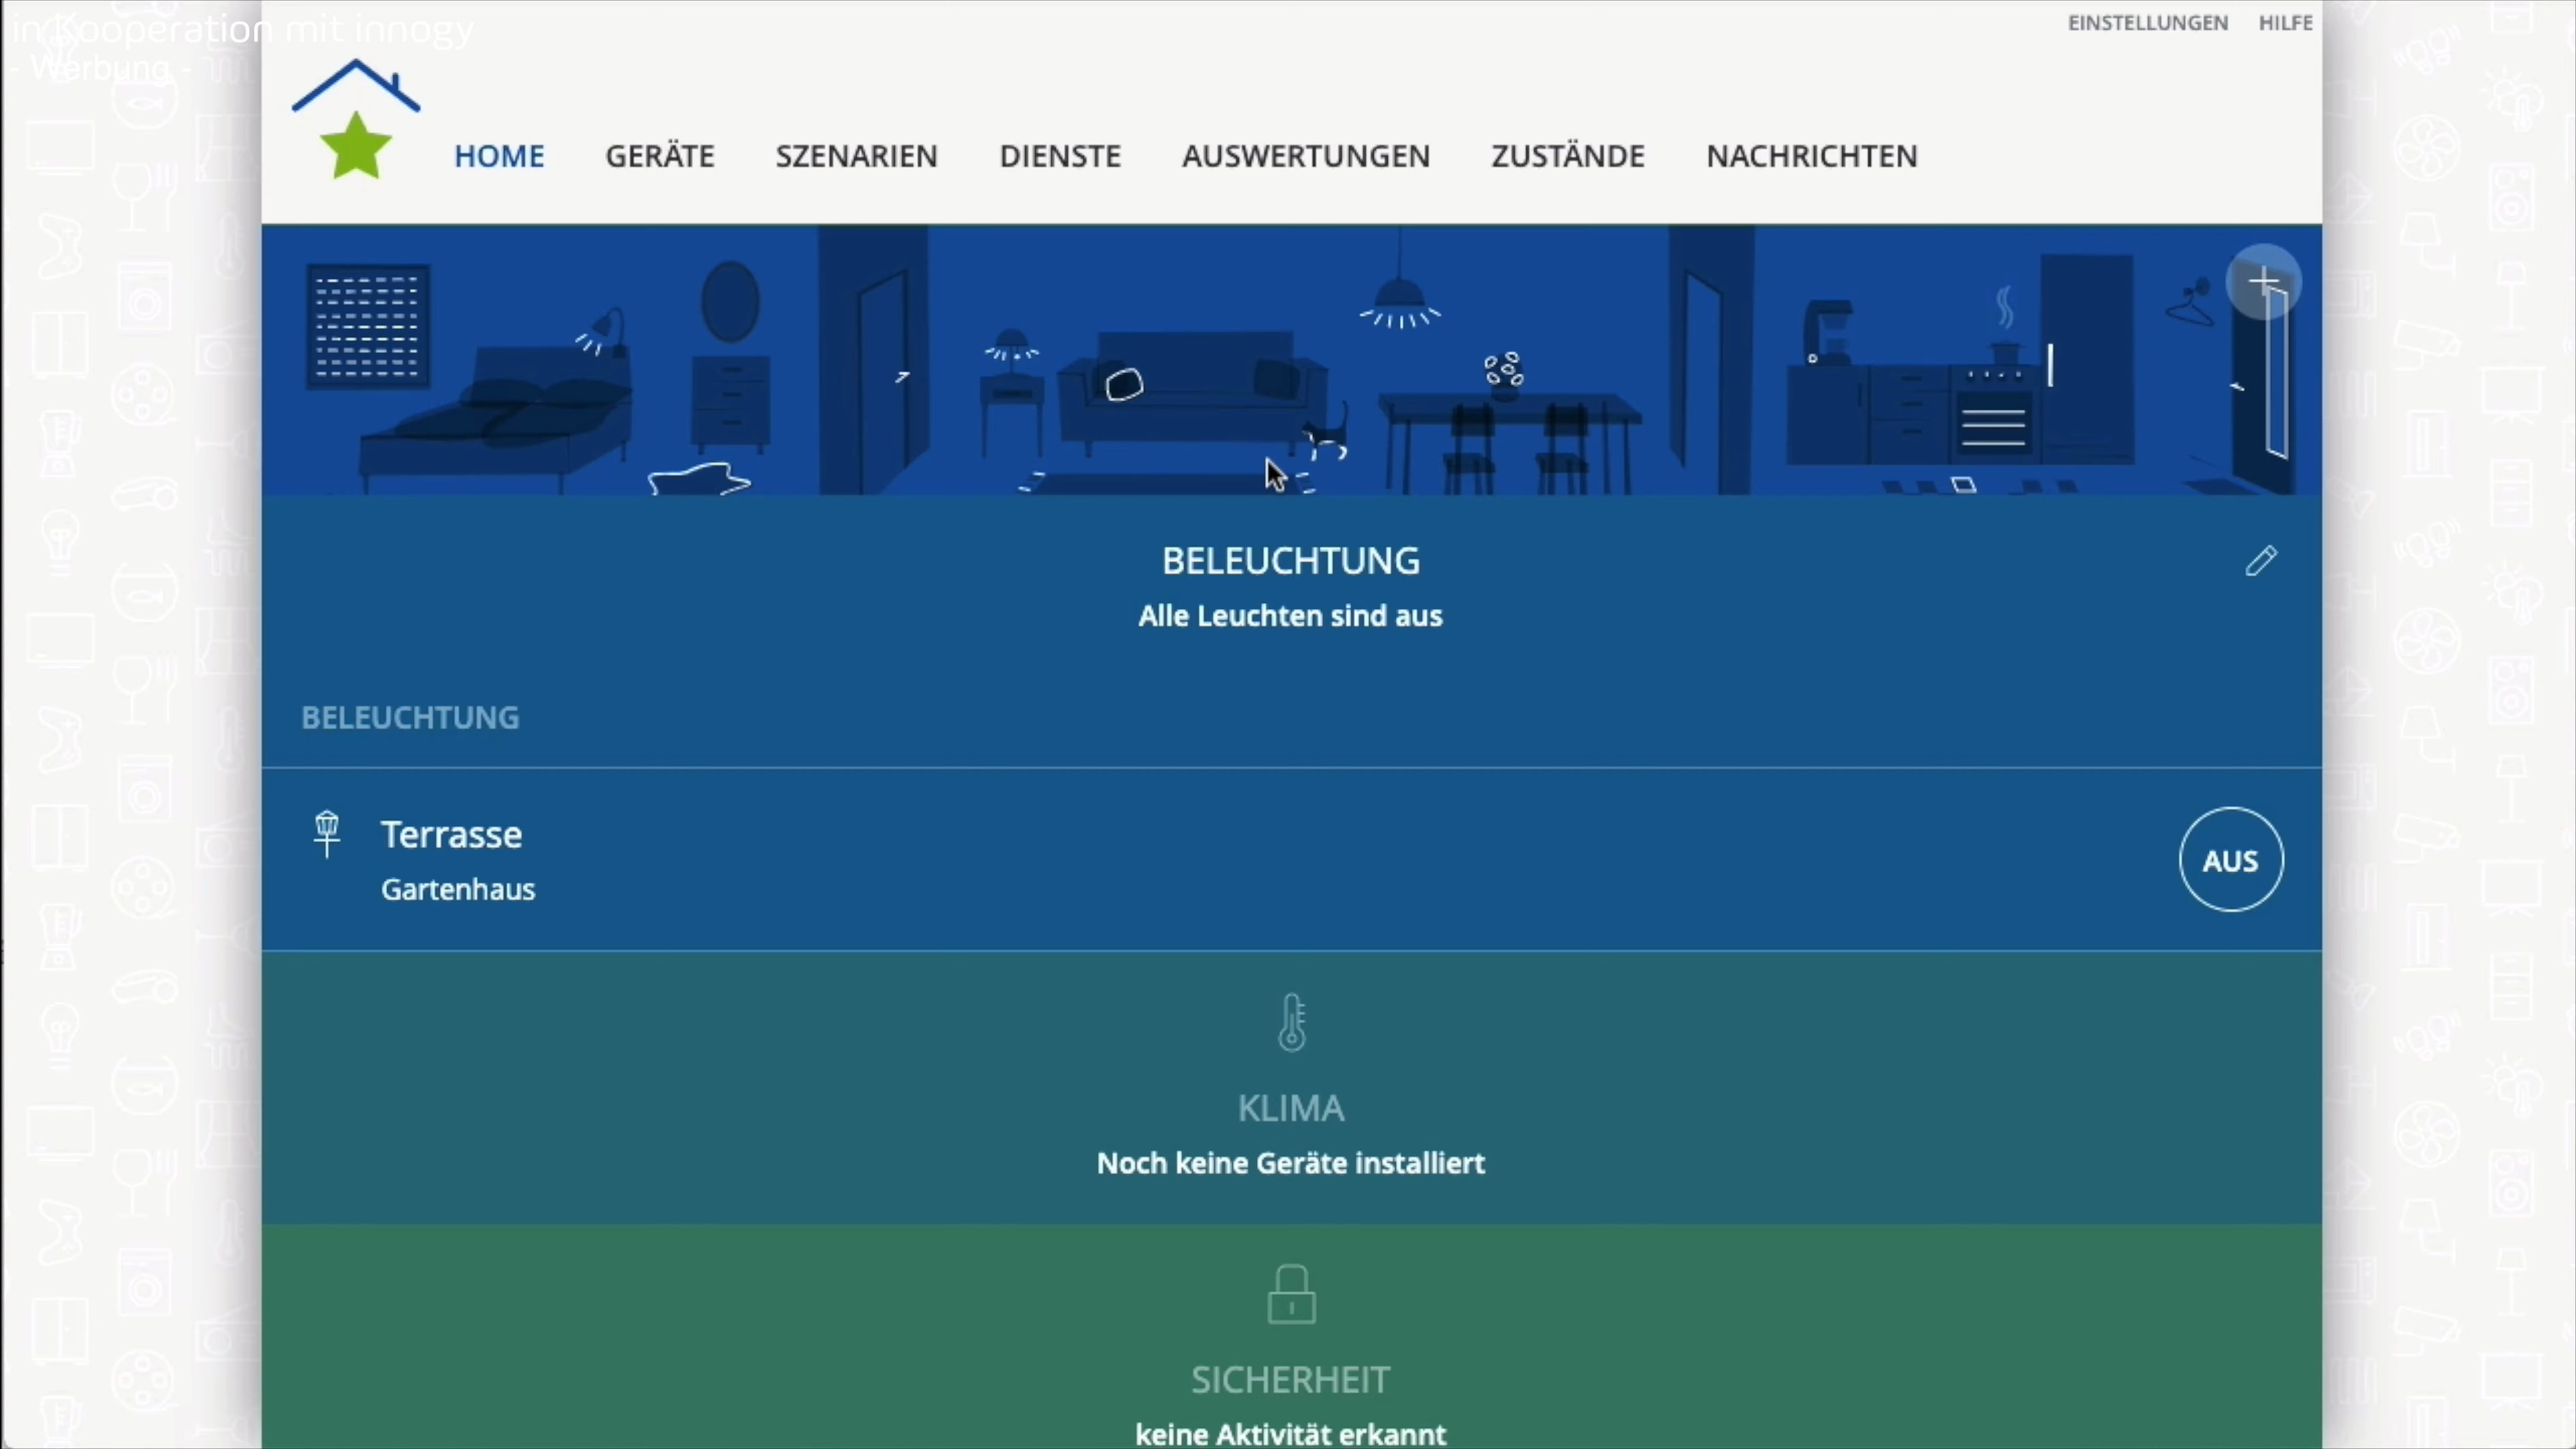 in Kooperation mit innogy
- Werbung -
EINSTELLUNGEN HILFE
HOME GERÄTE SZENARIEN DIENSTE AUSWERTUNGEN ZUSTÄNDE NACHRICHTEN
BELEUCHTUNG
Alle Leuchten sind aus
BELEUCHTUNG
Terrasse
Gartenhaus
AUS
KLIMA
Noch keine Geräte installiert
SICHERHEIT
keine Aktivität erkannt